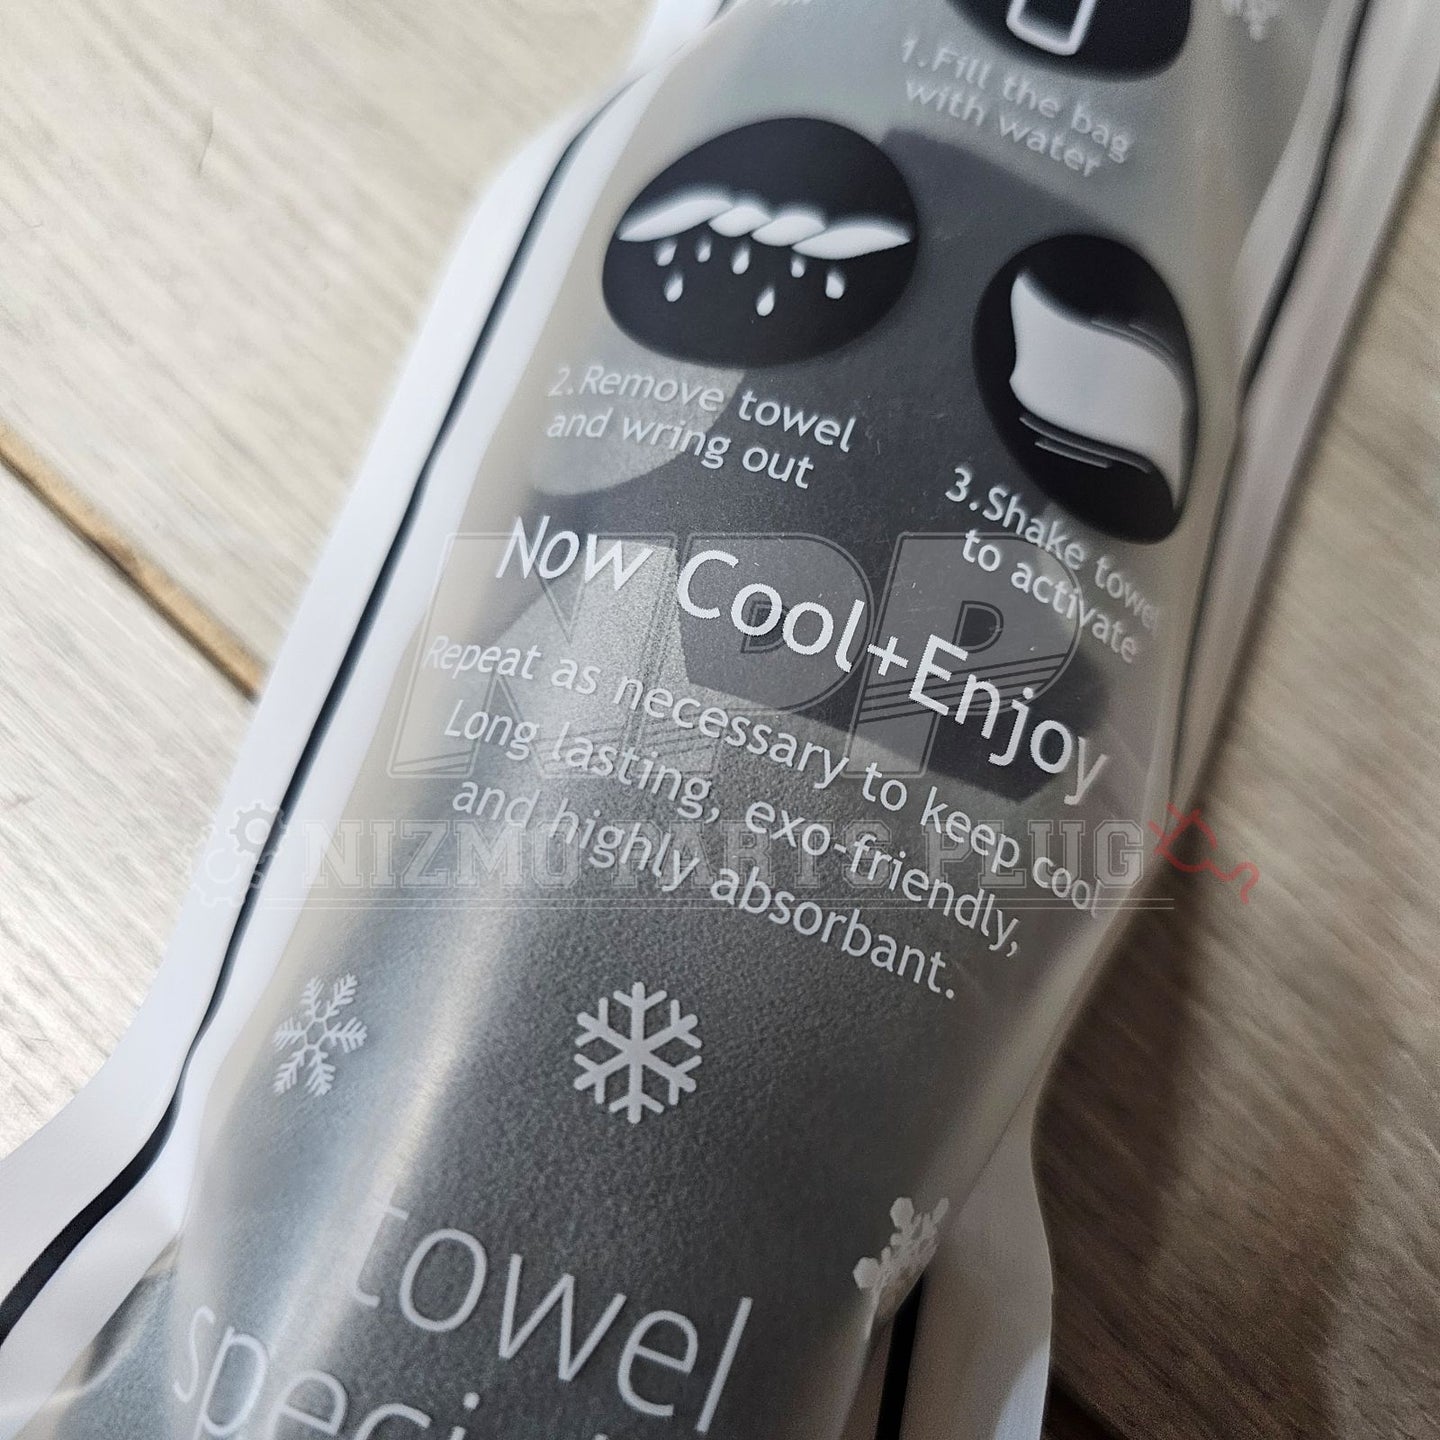 1.Fill the bag
with water
2.Remove towel
and wring out
3.Shake towel
to activate
Now Cool+Enjoy
Repeat as necessary to keep cool
Long lasting, exo-friendly,
and highly absorbant.
NPP
NIZMO PARTS PLUG
towel